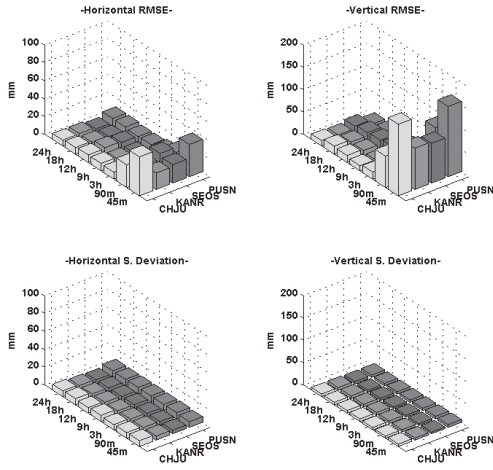 -Horizontal RMSE-
100
80
60
40
20
0
mm
24h
18h
12h
9h
3h
90m
45m
CHJU
KANR
SEOS
PUSN
-Vertical RMSE-
200
150
100
50
0
mm
24h
18h
12h
9h
3h
90m
45m
CHJU
KANR
SEOS
PUSN
-Horizontal S. Deviation-
100
80
60
40
20
0
mm
24h
18h
12h
9h
3h
90m
45m
CHJU
KANR
SEOS
PUSN
-Vertical S. Deviation-
200
150
100
50
0
mm
24h
18h
12h
9h
3h
90m
45m
CHJU
KANR
SEOS
PUSN